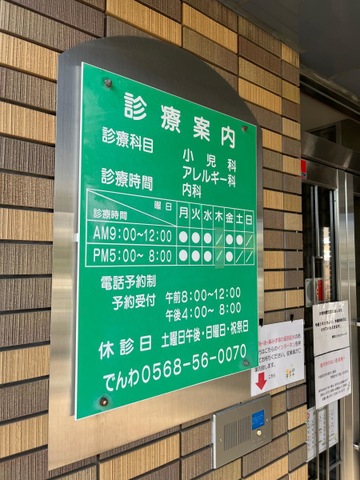 診療案内
診療科目 小児科
アレルギー科
診療時間 内科
曜日 月 火 水 木 金 土 日
診療時間
AM9:00〜12:00 ● ● ● ／ ● ● ／
PM5:00〜 8:00 ● ● ● ／ ● ／ ／
電話予約制
予約受付 午前8:00〜12:00
午後4:00〜 8:00
休診日 土曜日午後・日曜日・祝祭日
でんわ0568-56-0070